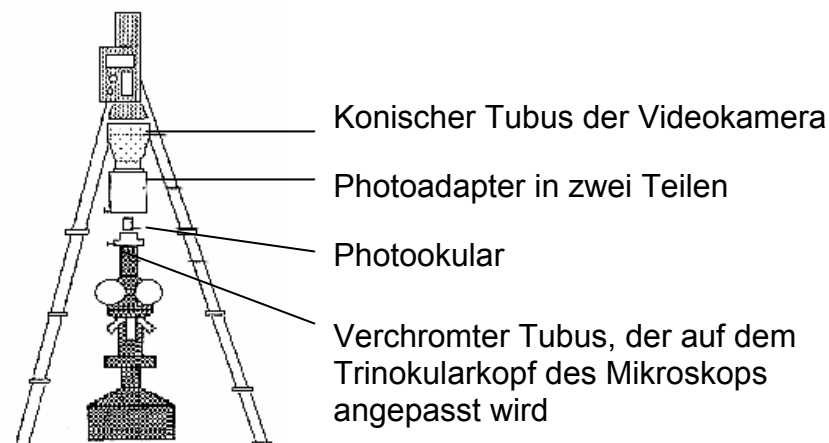 Konischer Tubus der Videokamera
Photoadapter in zwei Teilen
Photookular
Verchromter Tubus, der auf dem
Trinokularkopf des Mikroskops
angepasst wird